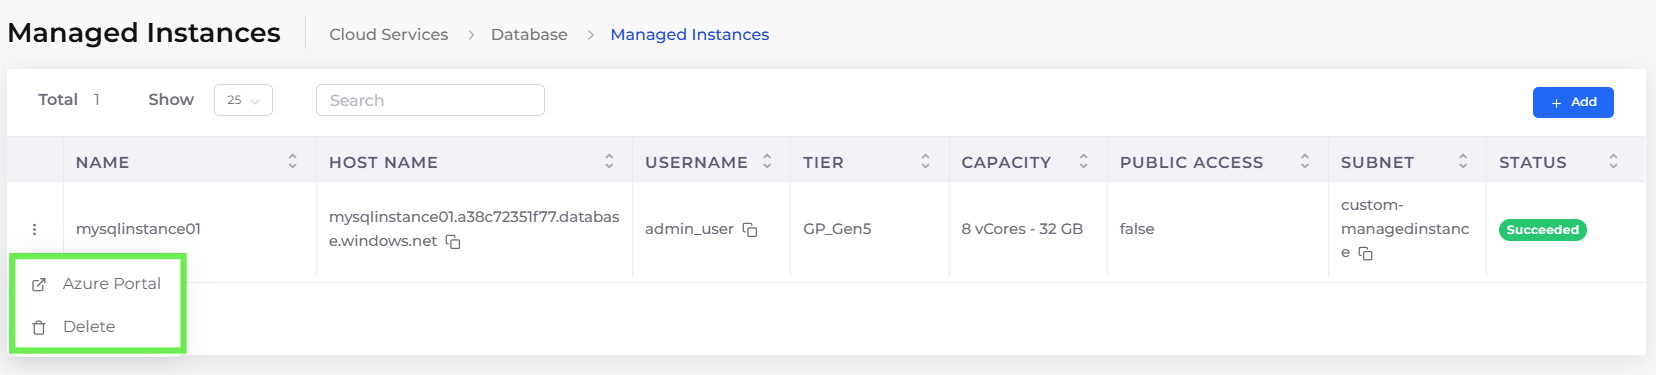 Managed Instances
Cloud Services > Database > Managed Instances
Total 1 Show 25 Search + Add
NAME HOST NAME USERNAME TIER CAPACITY PUBLIC ACCESS SUBNET STATUS
mysqlinstance01 mysqlinstance01.a38c72351f77.databas admin_user GP_Gen5 8 vCores - 32 GB false custom- Succeeded
e.windows.net managedinstanc
e
Azure Portal
Delete